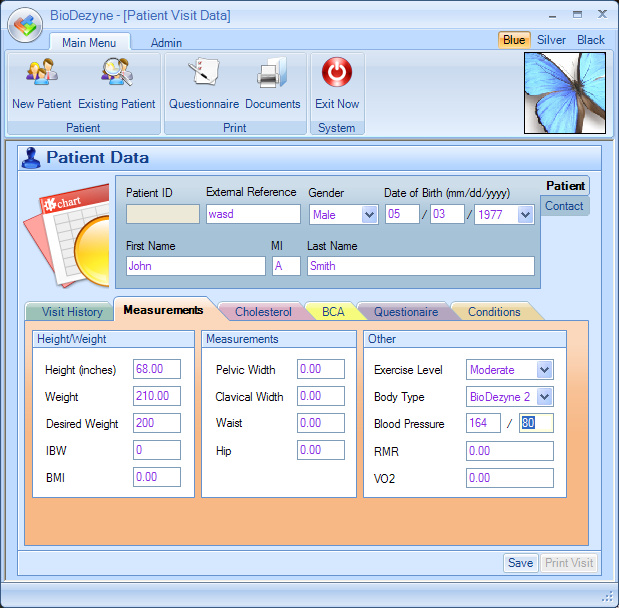 BioDezyne - [Patient Visit Data]
Main Menu Admin Blue Silver Black
New Patient Existing Patient Questionnaire Documents Exit Now
Patient Print System
Patient Data
chart
Patient ID External Reference Gender Date of Birth (mm/dd/yyyy) Patient
wasd Male 05 / 03 / 1977 Contact
First Name MI Last Name
John A Smith
Visit History Measurements Cholesterol BCA Questionaire Conditions
Height/Weight Measurements Other
Height (inches) 68.00 Pelvic Width 0.00 Exercise Level Moderate
Weight 210.00 Clavical Width 0.00 Body Type BioDezyne 2
Desired Weight 200 Waist 0.00 Blood Pressure 164 / 80
IBW 0 Hip 0.00 RMR 0.00
BMI 0.00 VO2 0.00
Save Print Visit